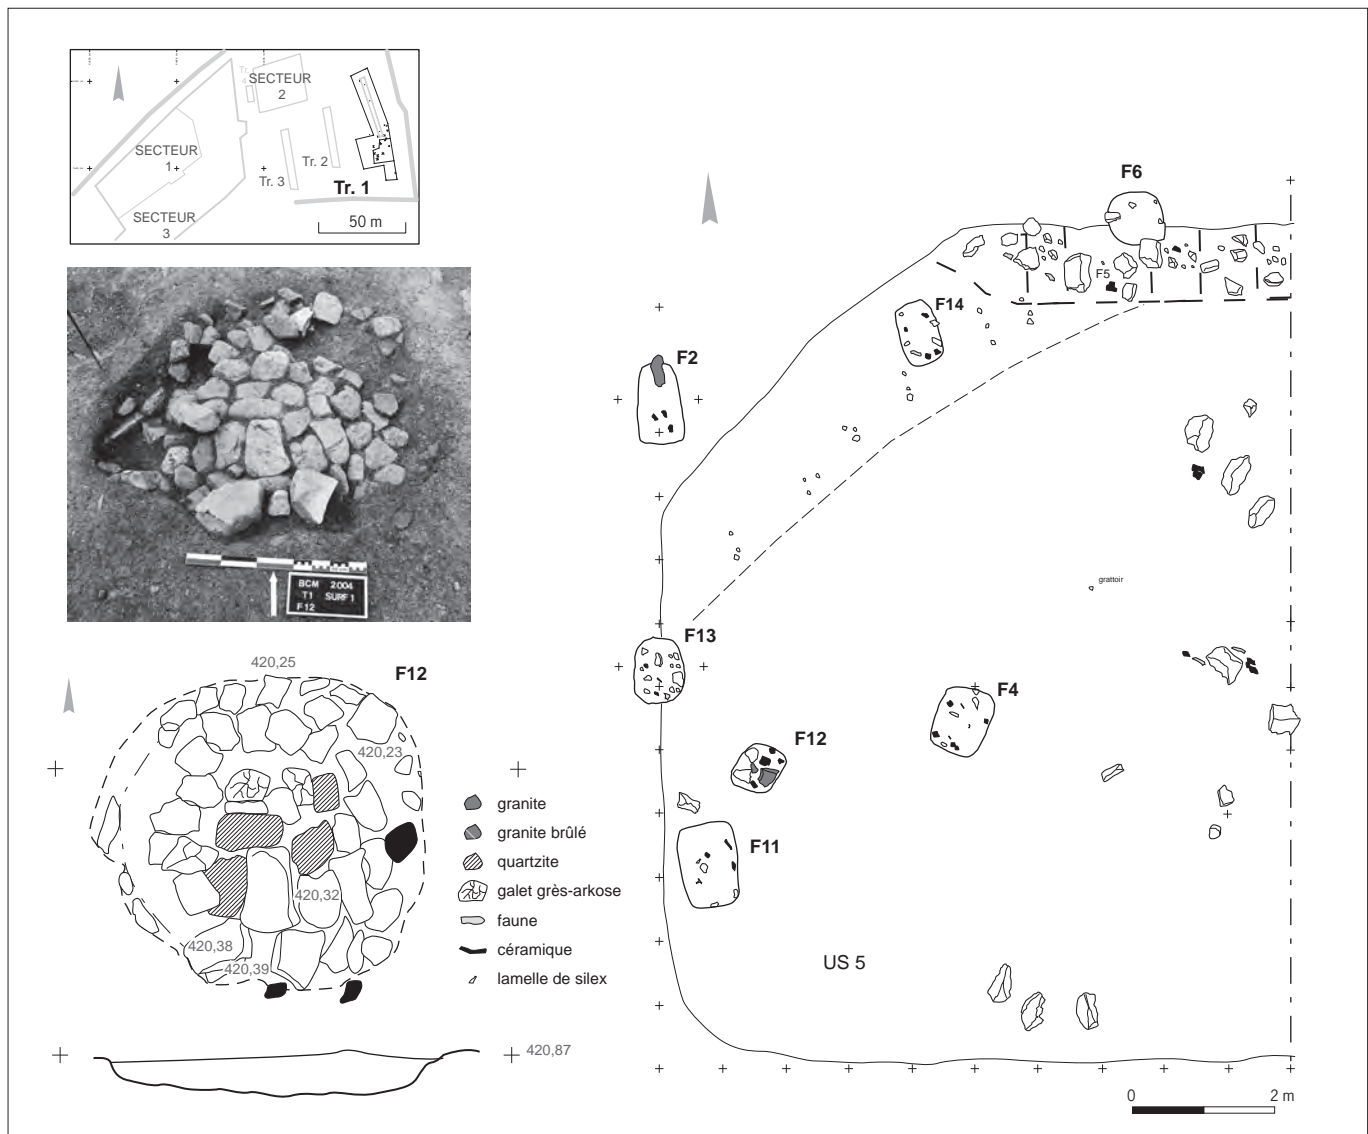 Tr.
4
SECTEUR
2
SECTEUR
1
Tr. 2
Tr. 3
Tr. 1
SECTEUR
3
50 m
BCM 2004
T1 SURF 1
F12
420,25
F12
420,23
420,32
420,38
420,39
420,87
granite
granite brûlé
quartzite
galet grès-arkose
faune
céramique
lamelle de silex
F6
F5
F14
F2
grattoir
F13
F4
F12
F11
US 5
0 2 m